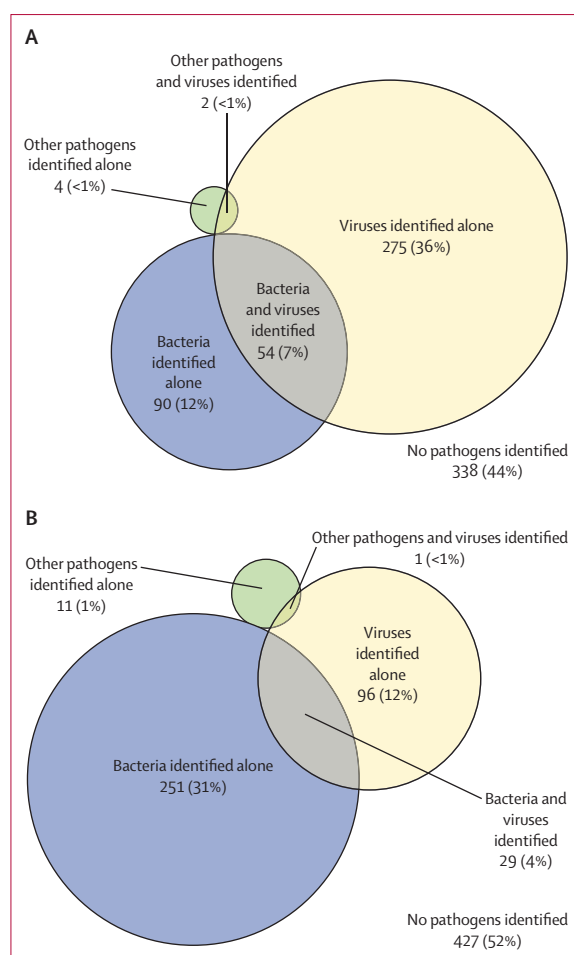 A
Other pathogens
and viruses identified
2 (<1%)
Other pathogens
identified alone
4 (<1%)
Viruses identified alone
275 (36%)
Bacteria
and viruses
identified
54 (7%)
Bacteria
identified
alone
90 (12%)
No pathogens identified
338 (44%)
B
Other pathogens and viruses identified
1 (<1%)
Other pathogens
identified alone
11 (1%)
Viruses
identified
alone
96 (12%)
Bacteria identified alone
251 (31%)
Bacteria and
viruses
identified
29 (4%)
No pathogens identified
427 (52%)